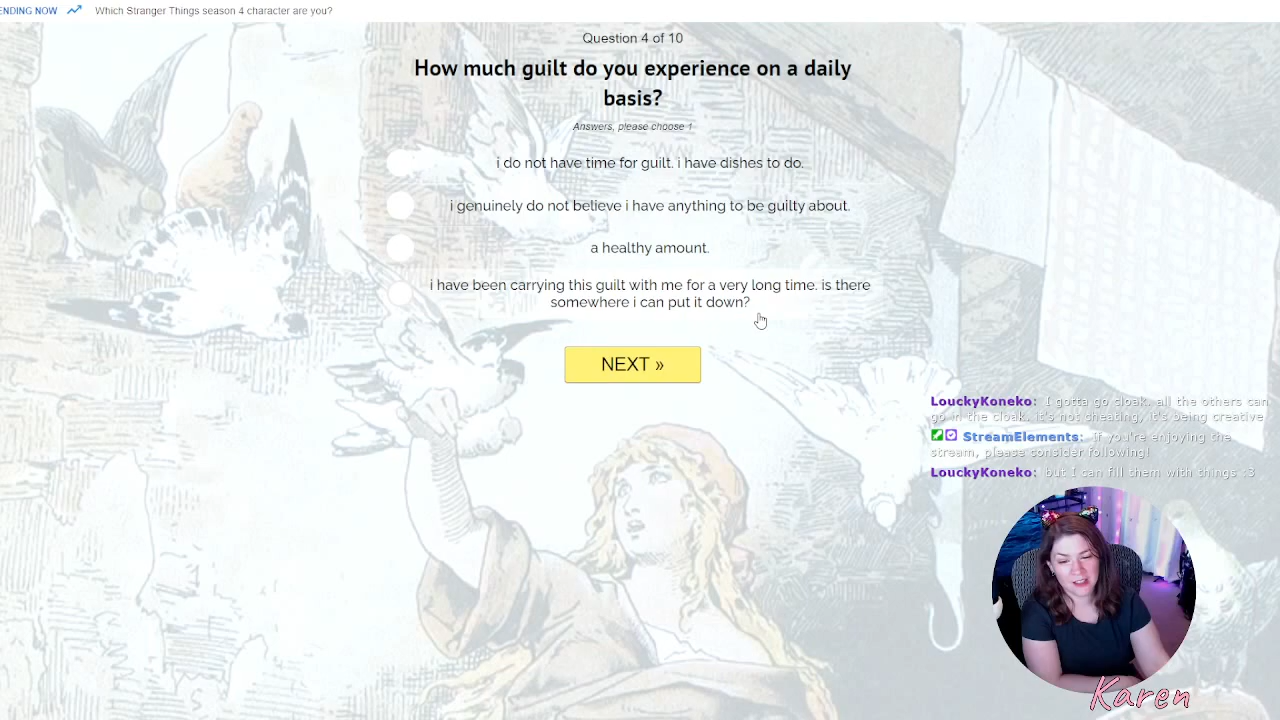 ENDING NOW Which Stranger Things season 4 character are you?
Question 4 of 10
How much guilt do you experience on a daily
basis?
Answers, please choose 1
i do not have time for guilt. i have dishes to do.
i genuinely do not believe i have anything to be guilty about.
a healthy amount.
i have been carrying this guilt with me for a very long time. is there
somewhere i can put it down?
NEXT »
LouckyKoneko: I gotta go cloak. all the others can
go in the cloak. it's not cheating, it's being creative
StreamElements: If you're enjoying the
stream, please consider following!
LouckyKoneko: but I can fill them with things :3
Karen